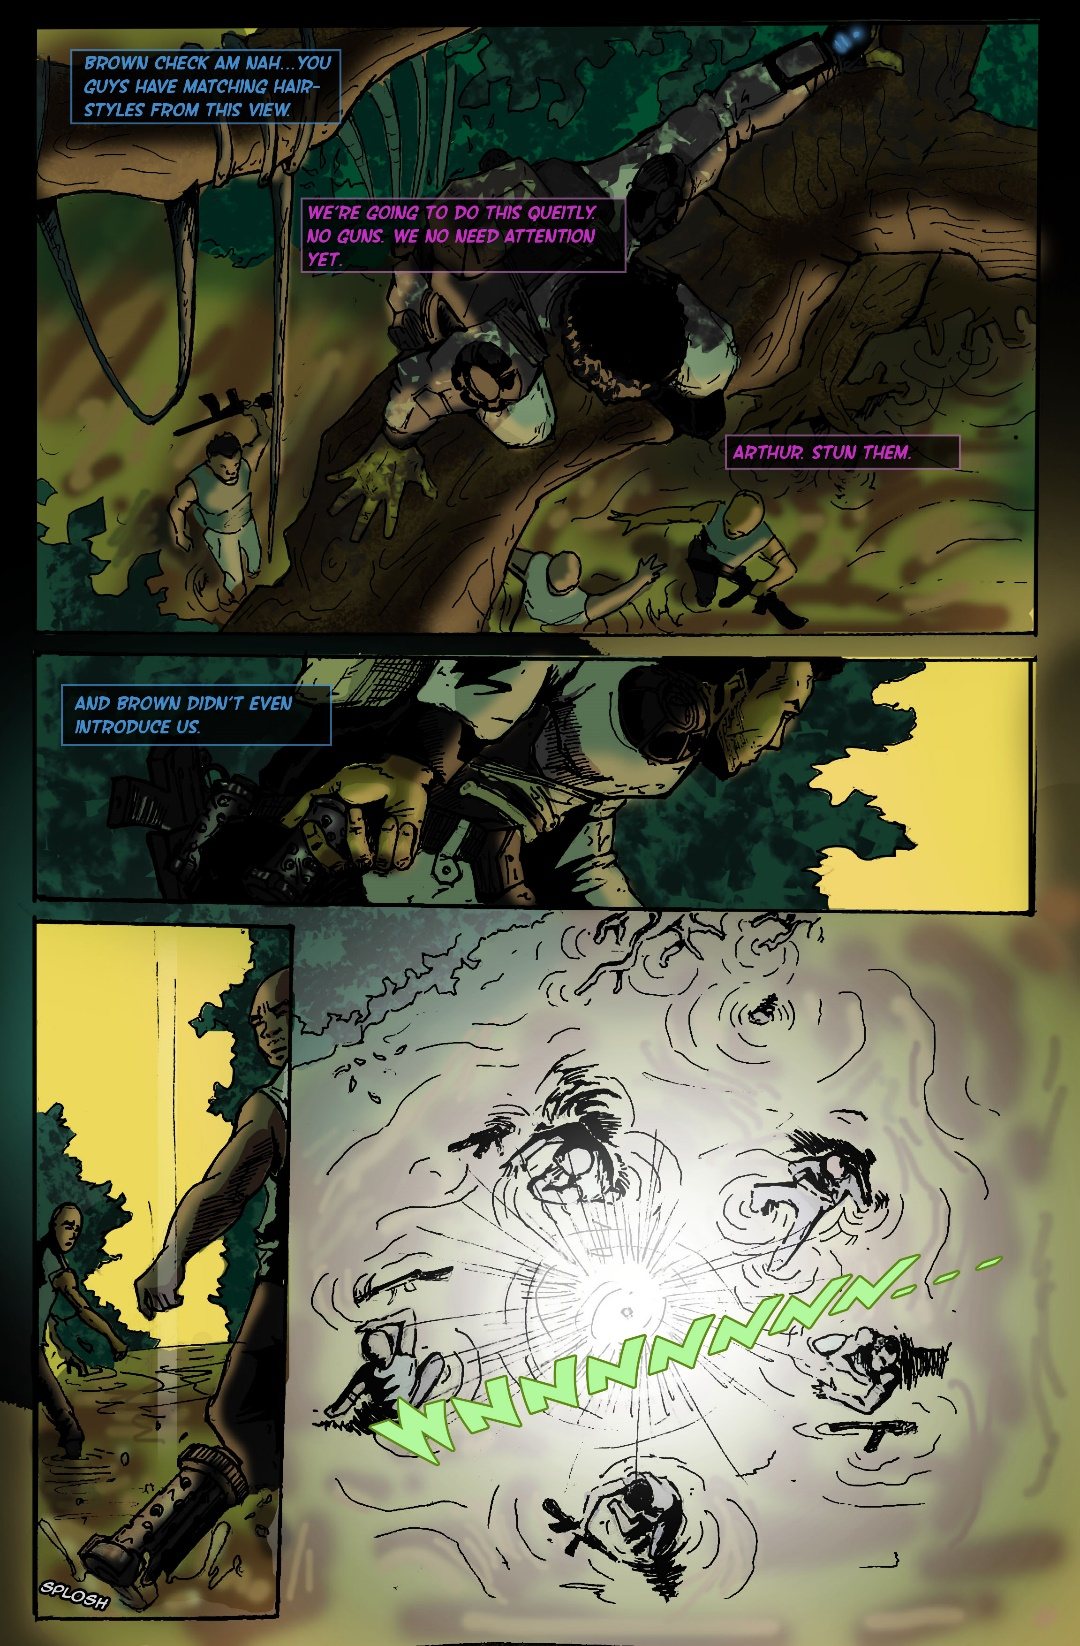 BROWN CHECK AM NAH...YOU
GUYS HAVE MATCHING HAIR-
STYLES FROM THIS VIEW.
WE'RE GOING TO DO THIS QUEITLY.
NO GUNS. WE NO NEED ATTENTION
YET.
ARTHUR. STUN THEM.
AND BROWN DIDN'T EVEN
INTRODUCE US.
SPLOSH
WNNNNNNNN...---